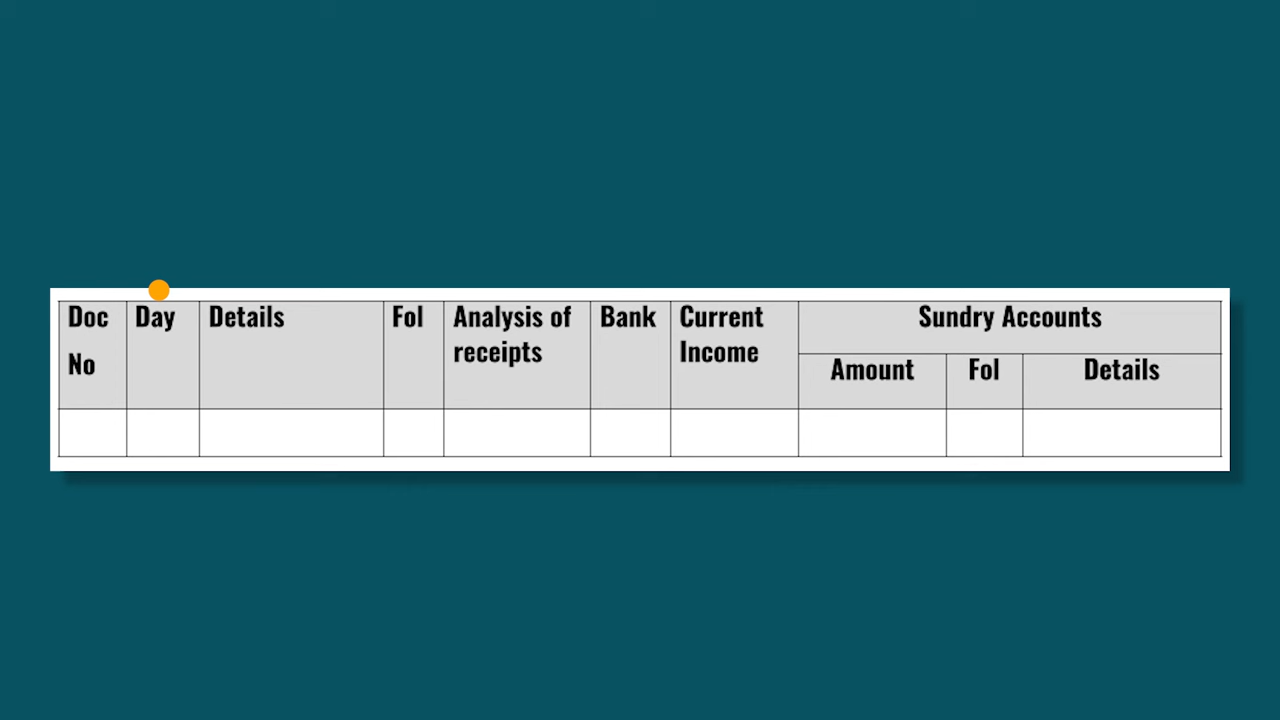 Doc No
Day
Details
Fol
Analysis of
receipts
Bank
Current
Income
Sundry Accounts
Amount
Fol
Details